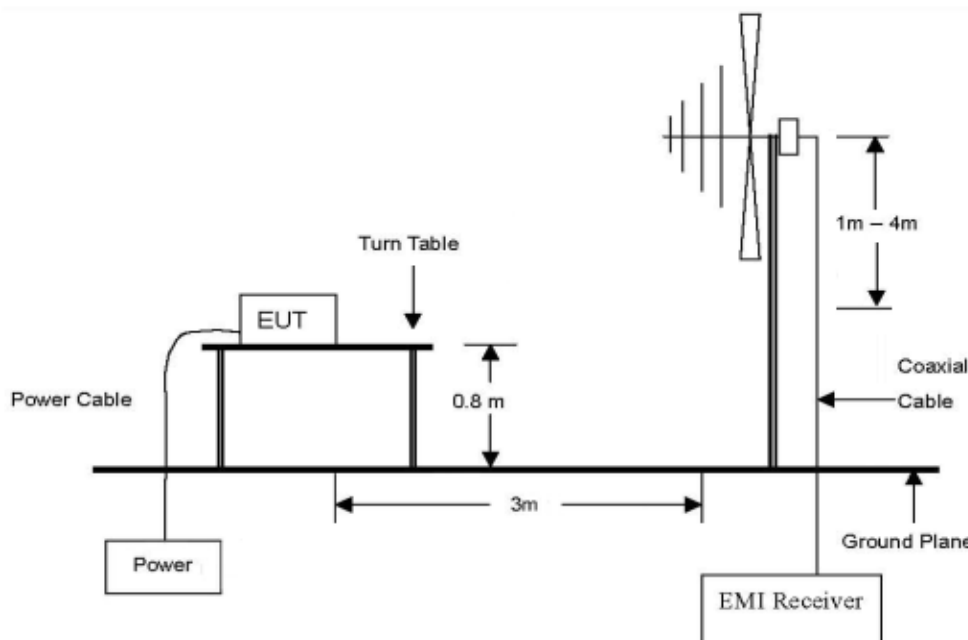 1m – 4m
Turn Table
EUT
Coaxial
Cable
Power Cable
0.8 m
3m
Ground Plane
Power
EMI Receiver